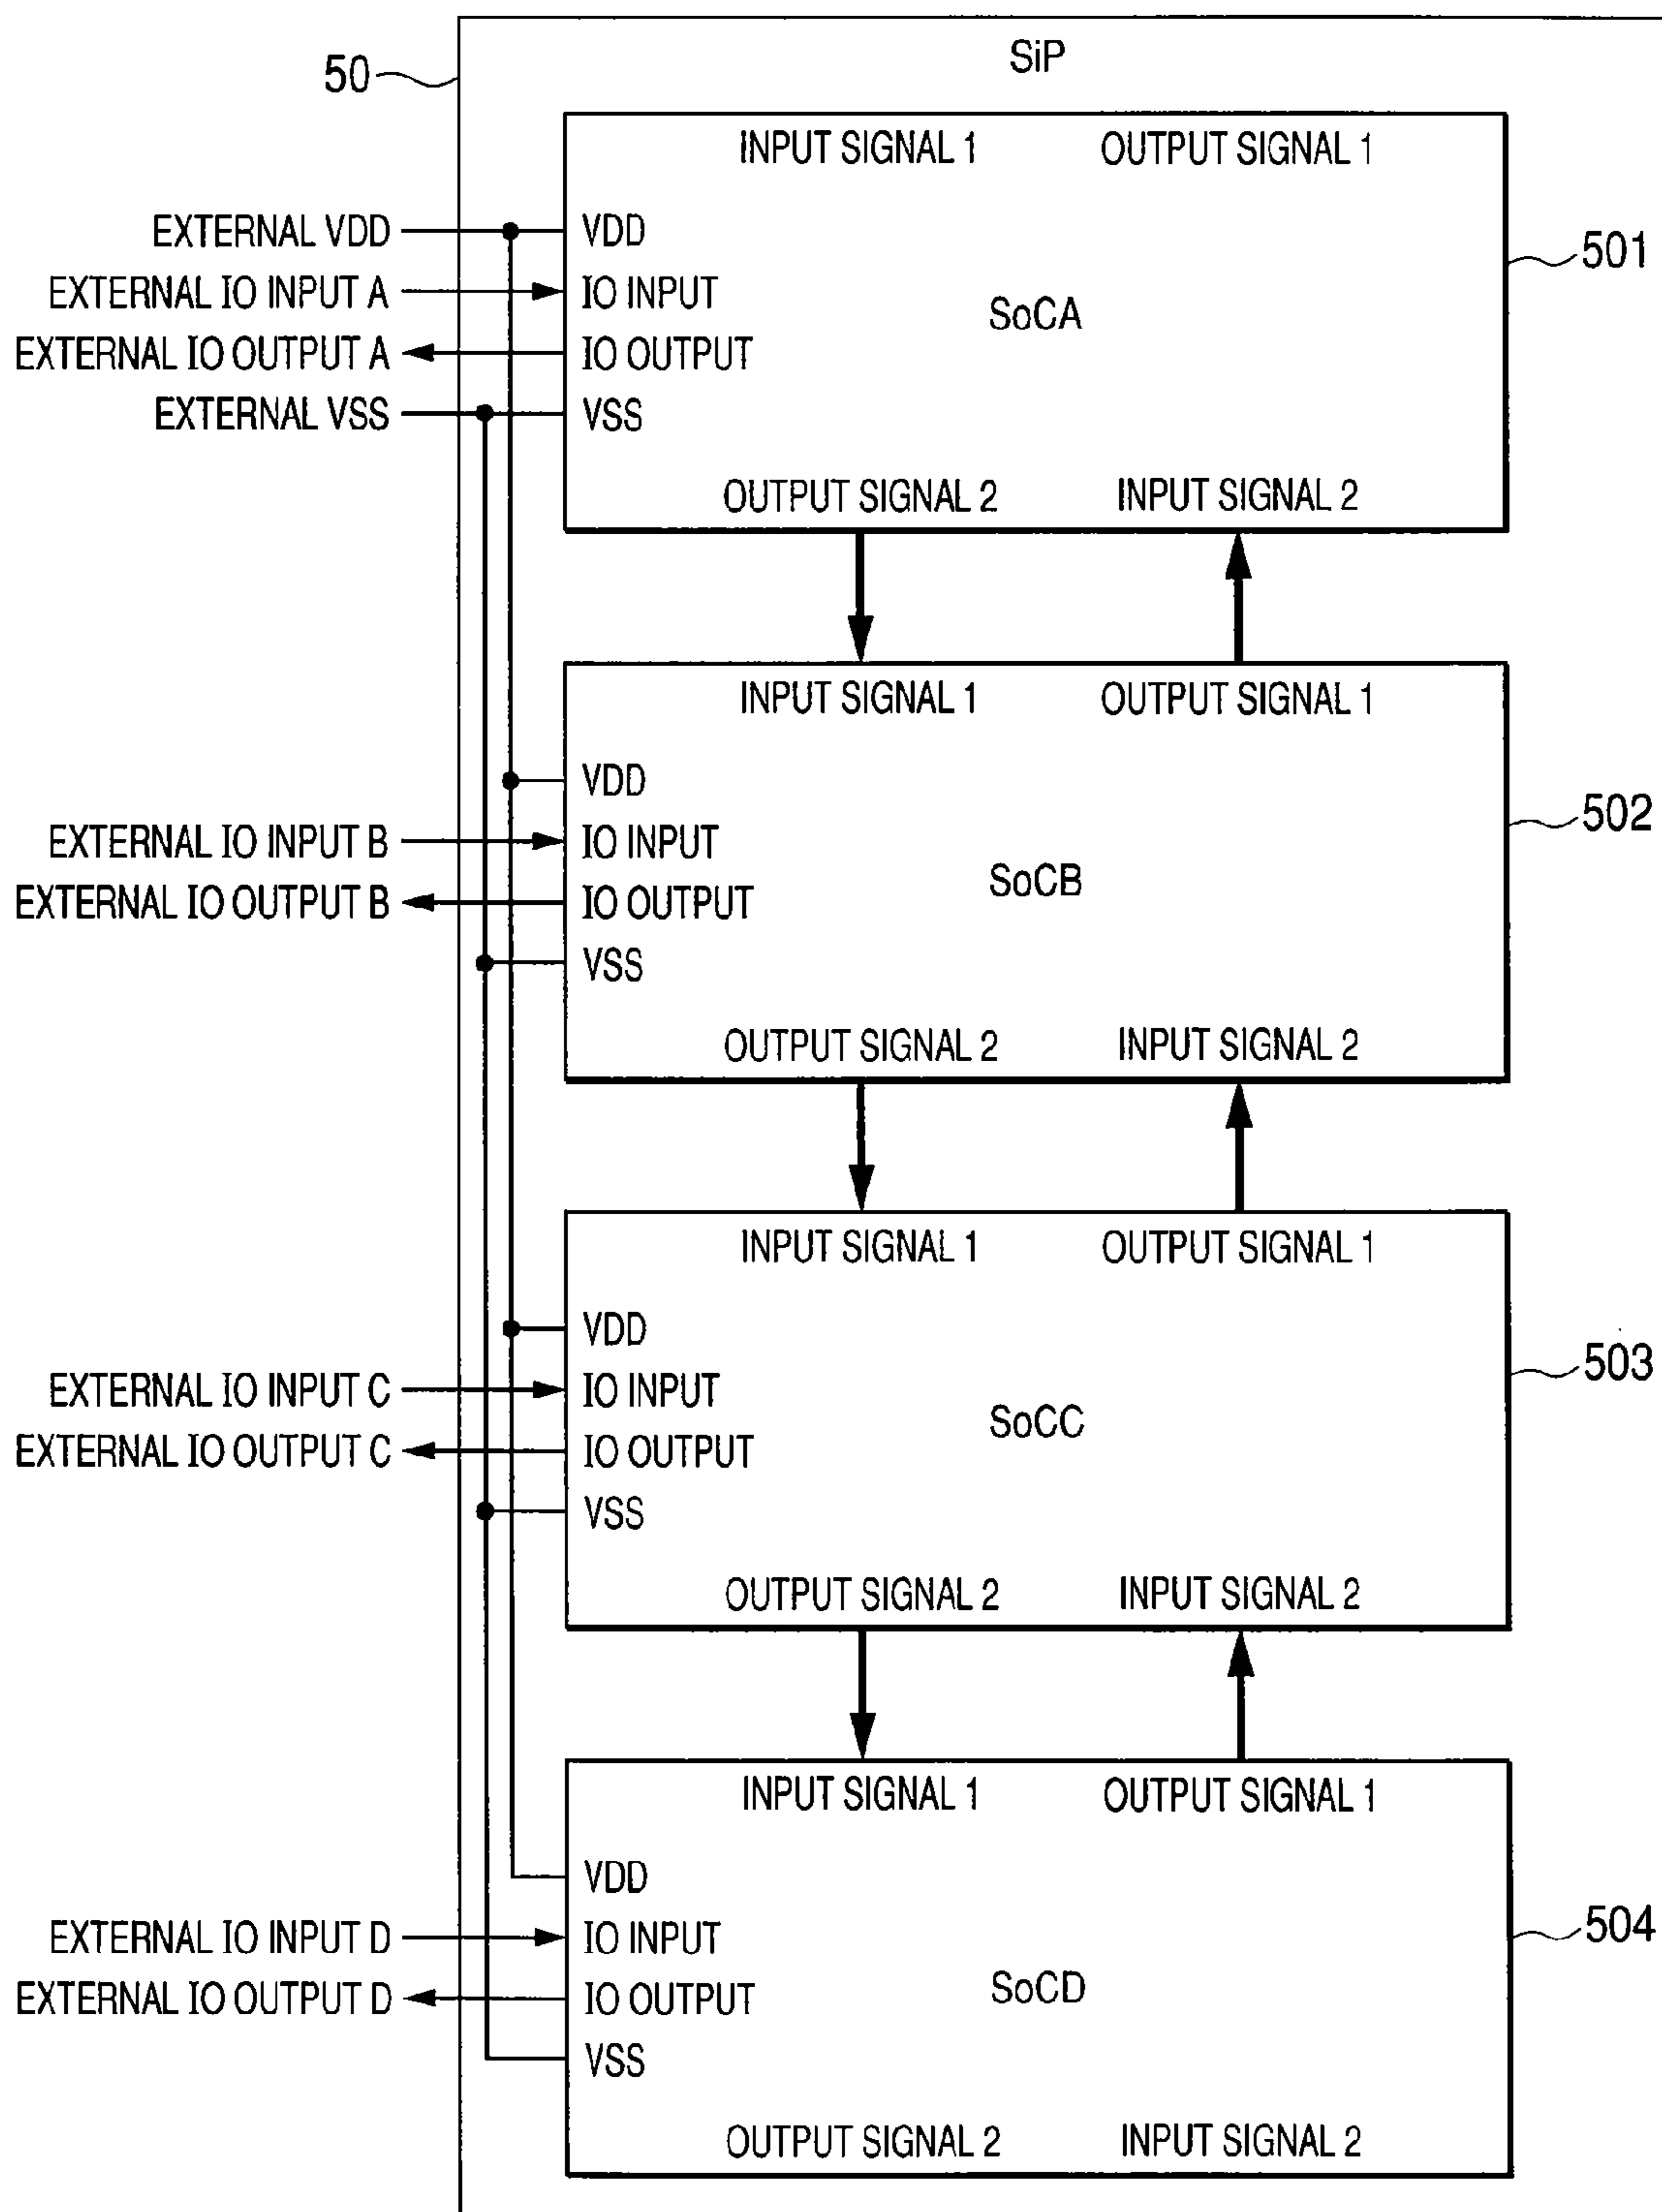 SiP
50
INPUT SIGNAL 1 OUTPUT SIGNAL 1
EXTERNAL VDD VDD
501
EXTERNAL IO INPUT A IO INPUT
SoCA
EXTERNAL IO OUTPUT A IO OUTPUT
EXTERNAL VSS VSS
OUTPUT SIGNAL 2 INPUT SIGNAL 2
INPUT SIGNAL 1 OUTPUT SIGNAL 1
VDD
502
EXTERNAL IO INPUT B IO INPUT
SoCB
EXTERNAL IO OUTPUT B IO OUTPUT
VSS
OUTPUT SIGNAL 2 INPUT SIGNAL 2
INPUT SIGNAL 1 OUTPUT SIGNAL 1
VDD
503
EXTERNAL IO INPUT C IO INPUT
SoCC
EXTERNAL IO OUTPUT C IO OUTPUT
VSS
OUTPUT SIGNAL 2 INPUT SIGNAL 2
INPUT SIGNAL 1 OUTPUT SIGNAL 1
VDD
504
EXTERNAL IO INPUT D IO INPUT
SoCD
EXTERNAL IO OUTPUT D IO OUTPUT
VSS
OUTPUT SIGNAL 2 INPUT SIGNAL 2